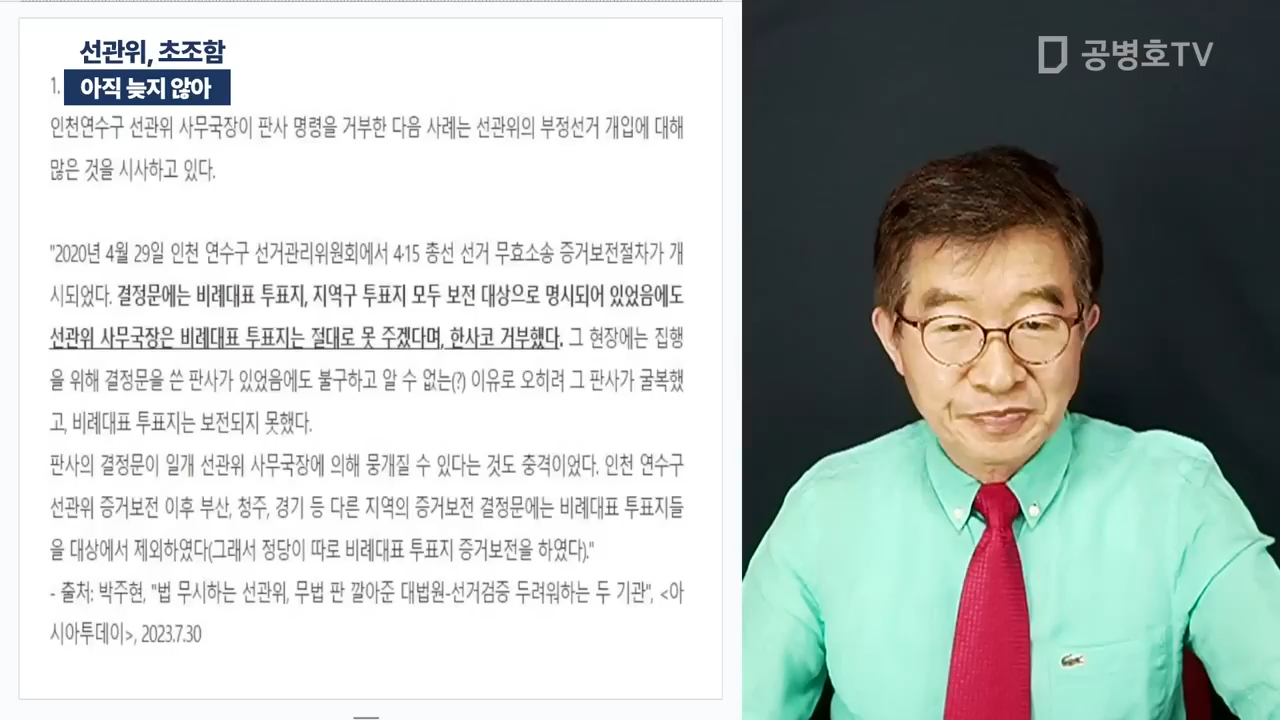 선관위, 초조함
아직 늦지 않아
공병호TV
1.
인천연수구 선관위 사무국장이 판사 명령을 거부한 다음 사례는 선관위의 부정선거 개입에 대해
많은 것을 시사하고 있다.
"2020년 4월 29일 인천 연수구 선거관리위원회에서 4·15 총선 선거 무효소송 증거보전절차가 개
시되었다. 결정문에는 비례대표 투표지, 지역구 투표지 모두 보전 대상으로 명시되어 있었음에도
선관위 사무국장은 비례대표 투표지는 절대로 못 주겠다며, 한사코 거부했다. 그 현장에는 집행
을 위해 결정문을 쓴 판사가 있었음에도 불구하고 알 수 없는(?) 이유로 오히려 그 판사가 굴복했
고, 비례대표 투표지는 보전되지 못했다.
판사의 결정문이 일개 선관위 사무국장에 의해 뭉개질 수 있다는 것도 충격이었다. 인천 연수구
선관위 증거보전 이후 부산, 청주, 경기 등 다른 지역의 증거보전 결정문에는 비례대표 투표지들
을 대상에서 제외하였다(그래서 정당이 따로 비례대표 투표지 증거보전을 하였다)."
- 출처: 박주현, "법 무시하는 선관위, 무법 판 깔아준 대법원-선거검증 두려워하는 두 기관", <아
시아투데이>, 2023.7.30